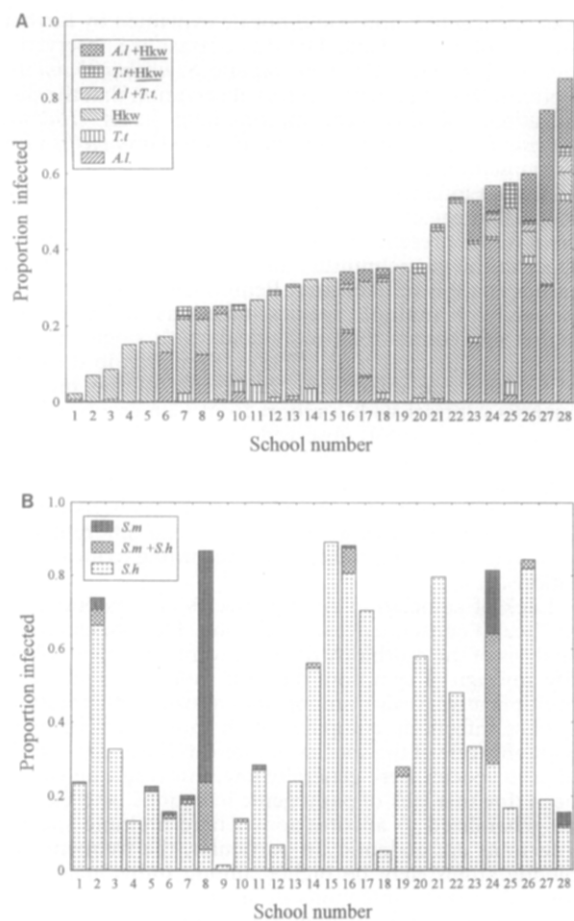 A
1.0
0.8
0.6
0.4
0.2
0
Proportion infected
A.l +Hkw
T.t+Hkw
A.l +T.t.
Hkw
T.t
A.l.
1 2 3 4 5 6 7 8 9 10 11 12 13 14 15 16 17 18 19 20 21 22 23 24 25 26 27 28
School number
B
1.0
0.8
0.6
0.4
0.2
0
Proportion infected
S.m
S.m +S.h
S.h
1 2 3 4 5 6 7 8 9 10 11 12 13 14 15 16 17 18 19 20 21 22 23 24 25 26 27 28
School number